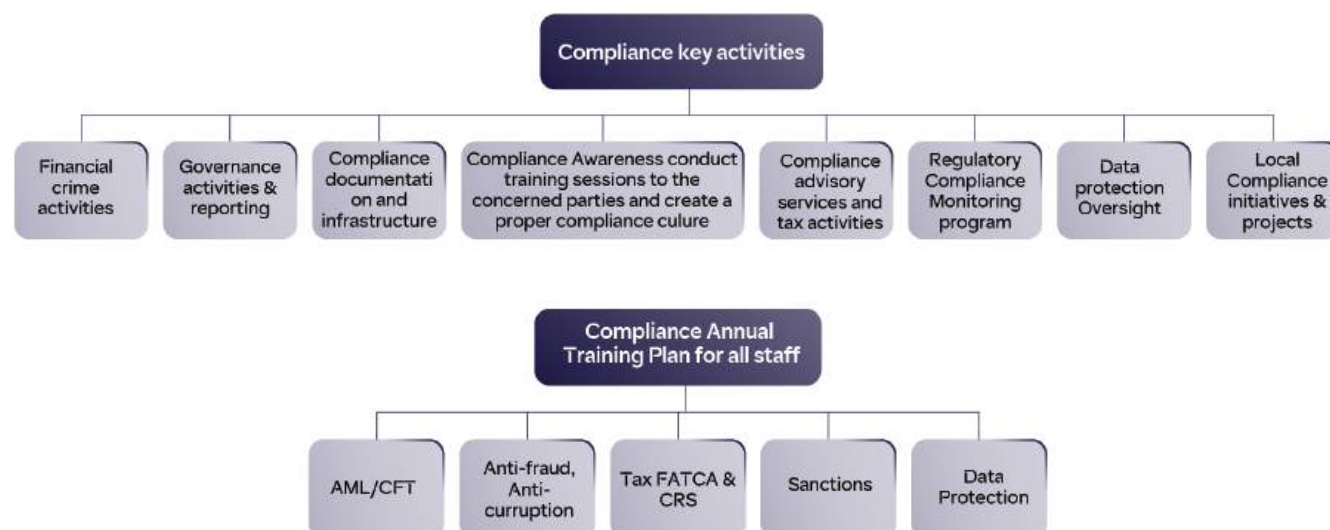 Compliance key activities
Financial
crime
activities
Governance
activities &
reporting
Compliance
documentati
on and
infrastructure
Compliance Awareness conduct
training sessions to the
concerned parties and create a
proper compliance culure
Compliance
advisory
services and
tax activities
Regulatory
Compliance
Monitoring
program
Data
protection
Oversight
Local
Compliance
initiatives &
projects
Compliance Annual
Training Plan for all staff
AML/CFT
Anti-fraud,
Anti-
curruption
Tax FATCA &
CRS
Sanctions
Data
Protection